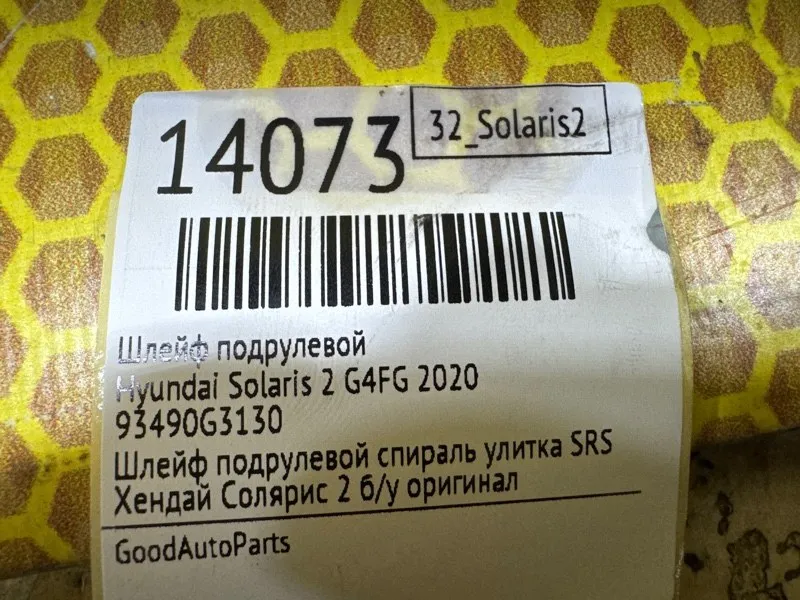 14073
32_Solaris2
Шлейф подрулевой
Hyundai Solaris 2 G4FG 2020
93490G3130
Шлейф подрулевой спираль улитка SRS
Хендай Солярис 2 б/у оригинал
GoodAutoParts